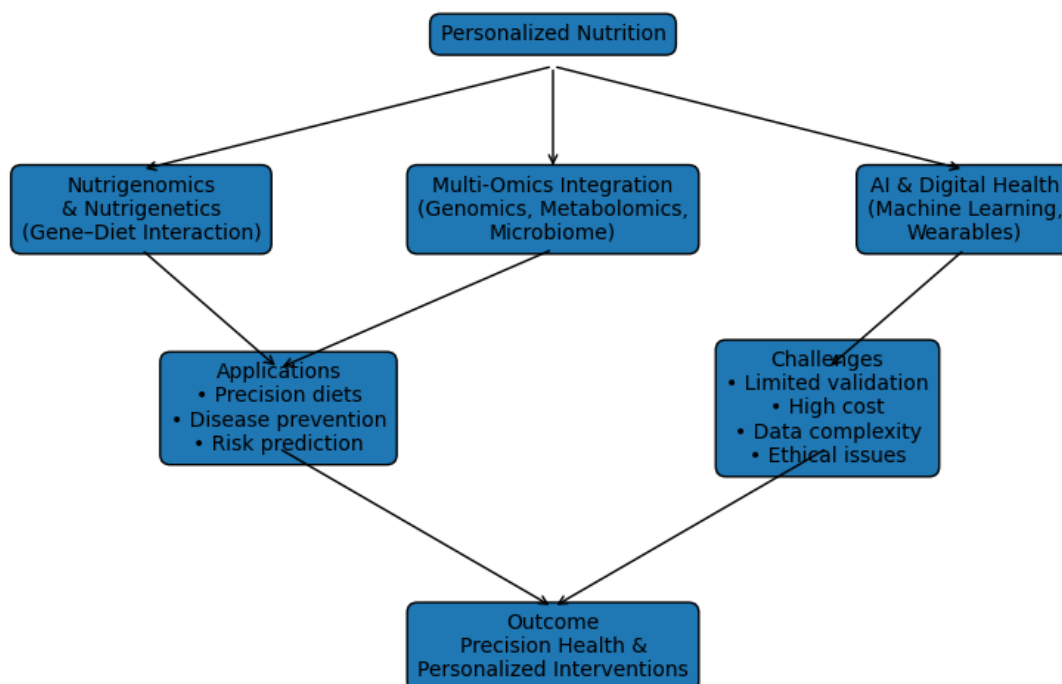 Personalized Nutrition
Nutrigenomics
& Nutrigenetics
(Gene–Diet Interaction)
Multi-Omics Integration
(Genomics, Metabolomics,
Microbiome)
AI & Digital Health
(Machine Learning,
Wearables)
Applications
• Precision diets
• Disease prevention
• Risk prediction
Challenges
• Limited validation
• High cost
• Data complexity
• Ethical issues
Outcome
Precision Health &
Personalized Interventions